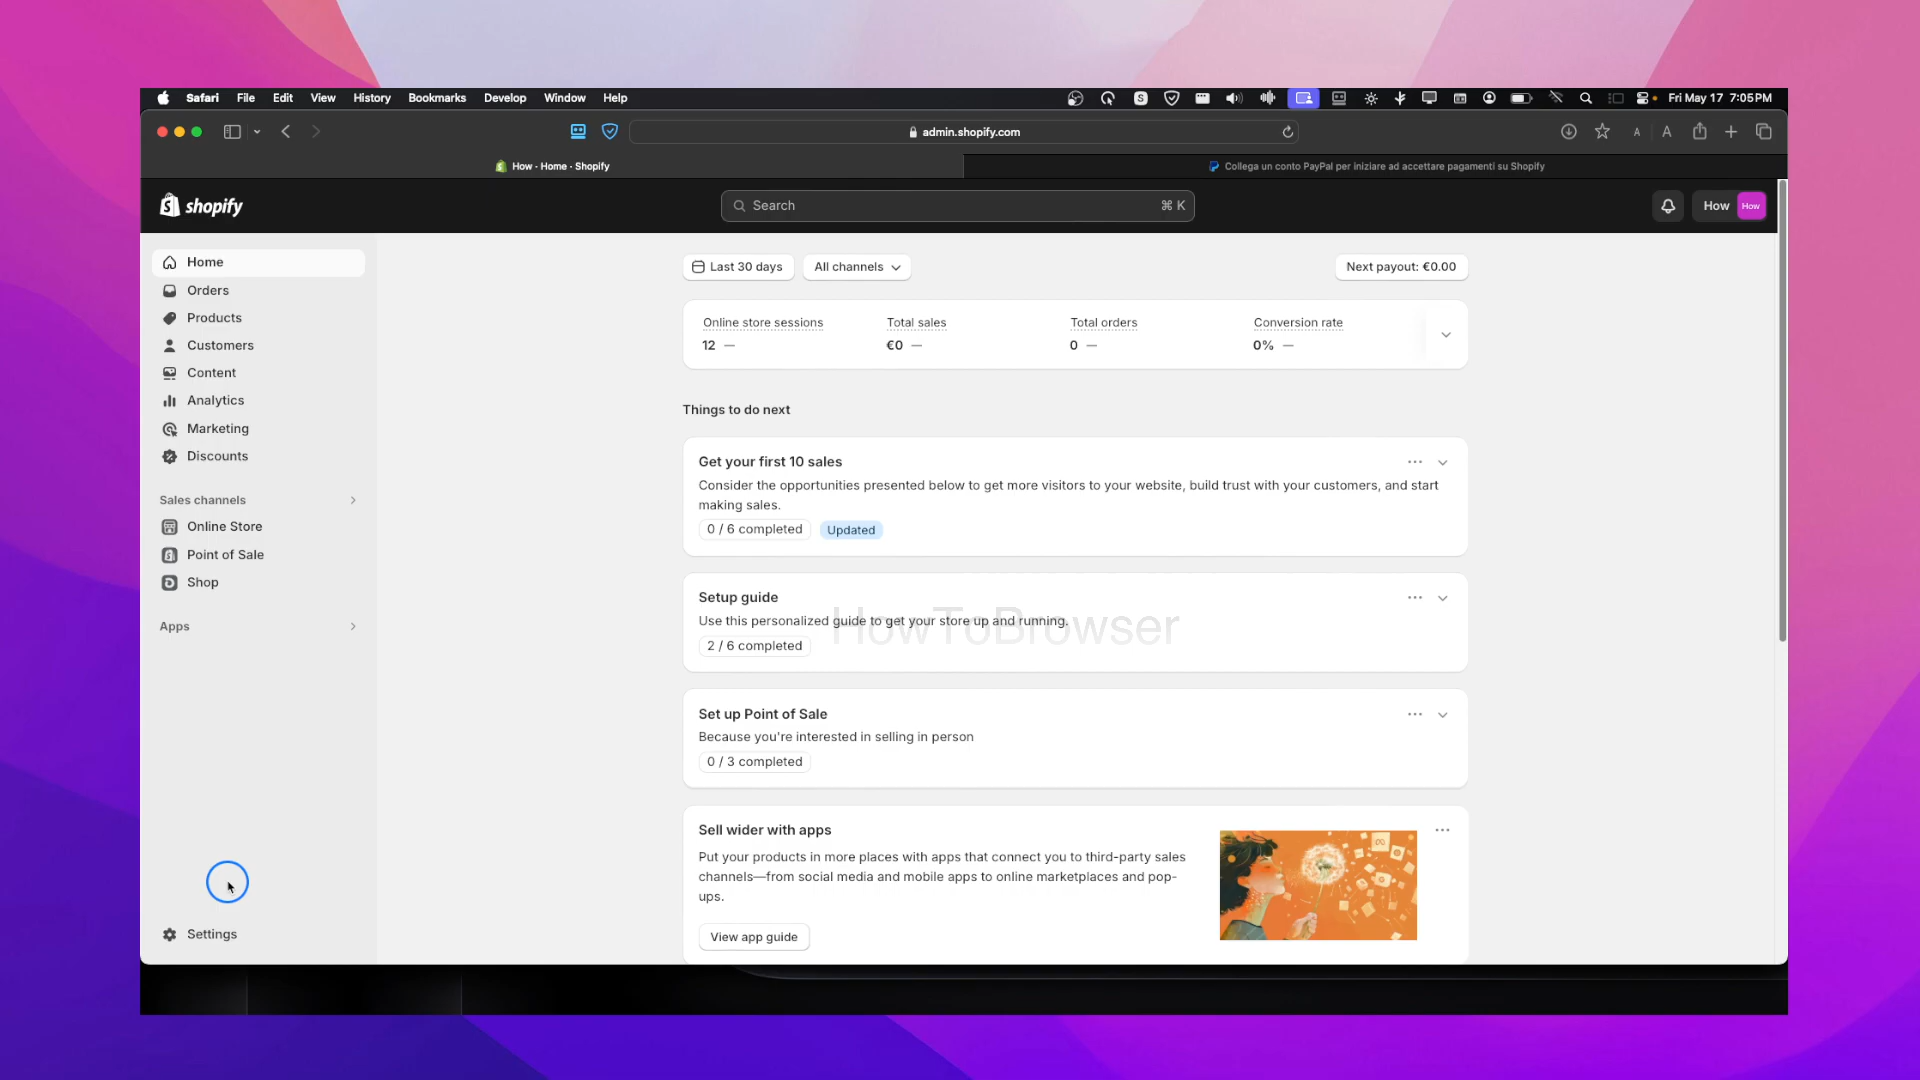 Safari File Edit View History Bookmarks Develop Window Help
Fri May 17 7:05PM
admin.shopify.com
A A
How · Home · Shopify
Collega un conto PayPal per iniziare ad accettare pagamenti su Shopify
shopify
Search
⌘ K
How
How
Home
Orders
Products
Customers
Content
Analytics
Marketing
Discounts
Sales channels
Online Store
Point of Sale
Shop
Apps
Settings
Last 30 days
All channels
Next payout: €0.00
Online store sessions
12 —
Total sales
€0 —
Total orders
0 —
Conversion rate
0% —
Things to do next
Get your first 10 sales
Consider the opportunities presented below to get more visitors to your website, build trust with your customers, and start
making sales.
0 / 6 completed
Updated
Setup guide
Use this personalized guide to get your store up and running.
2 / 6 completed
HowToBrowser
Set up Point of Sale
Because you're interested in selling in person
0 / 3 completed
Sell wider with apps
Put your products in more places with apps that connect you to third-party sales
channels—from social media and mobile apps to online marketplaces and pop-
ups.
View app guide